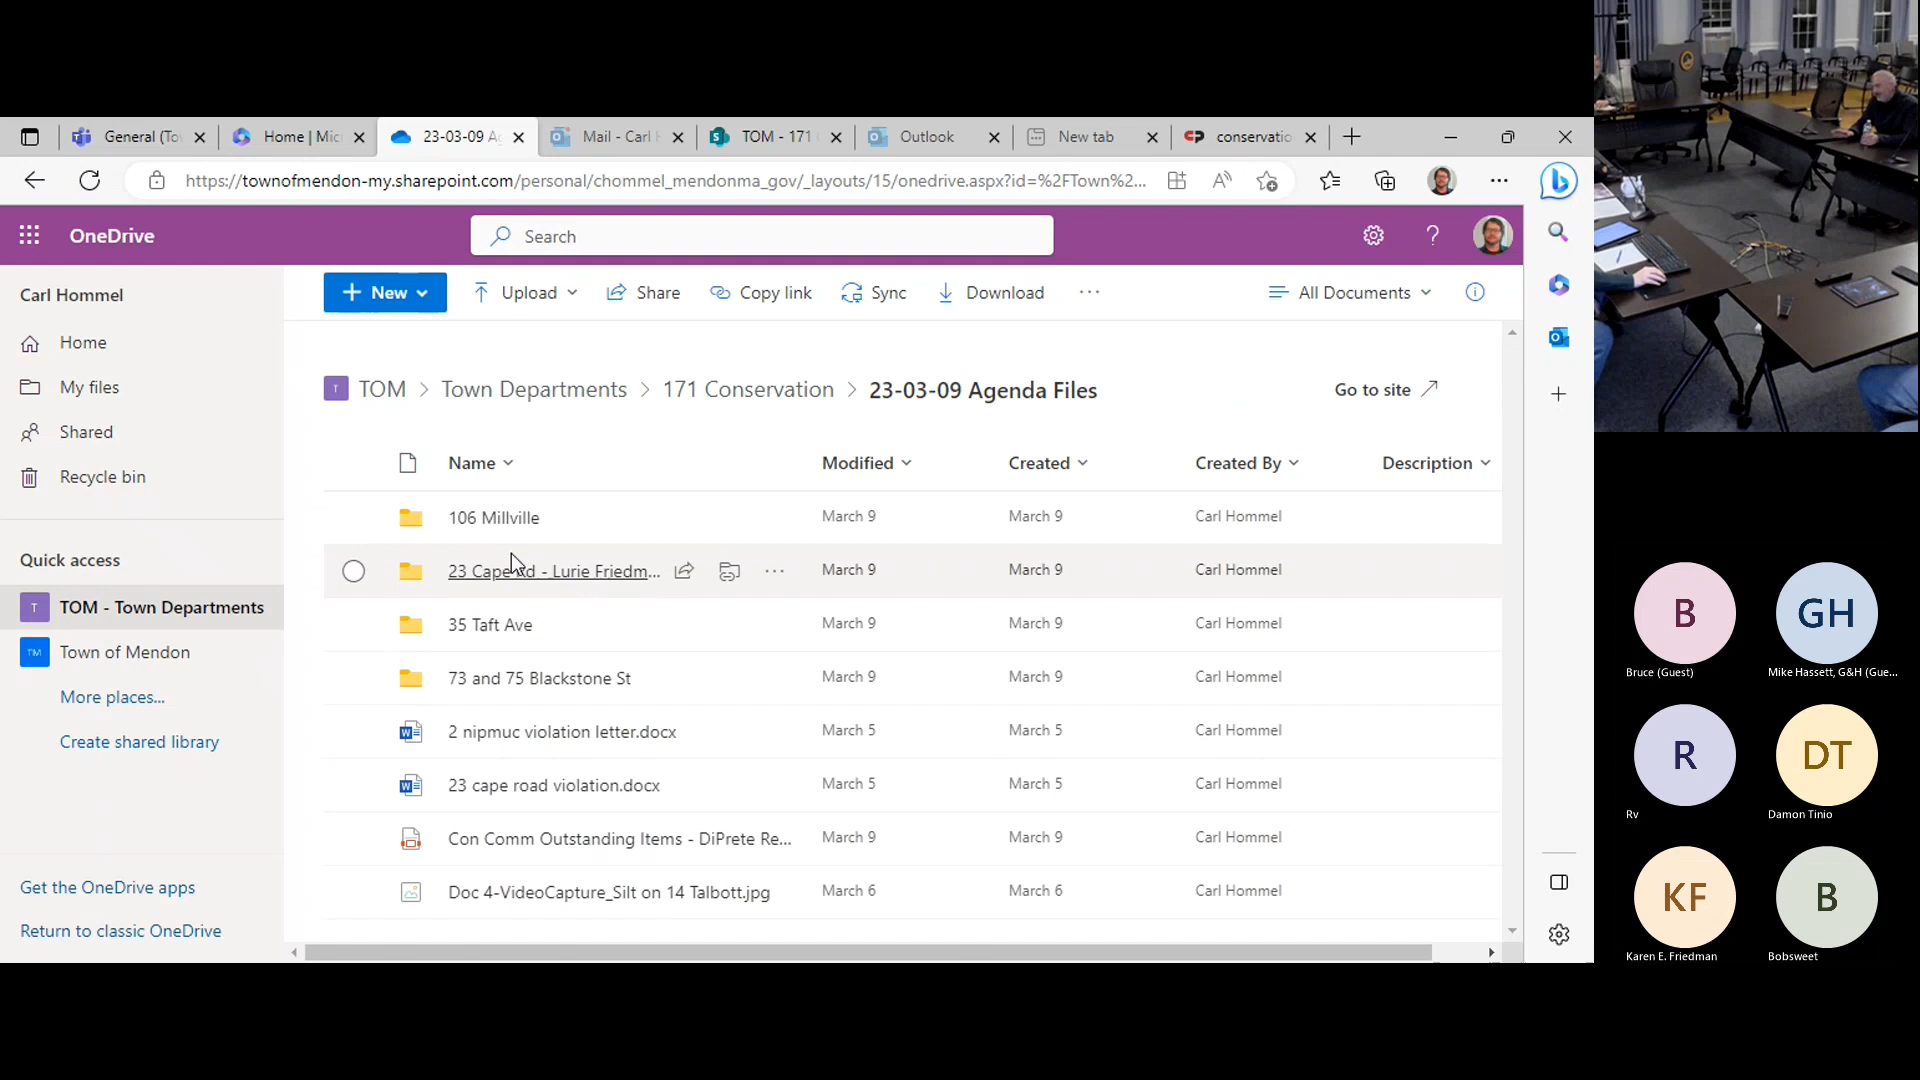 General (To
Home | Mic
23-03-09 A
Mail - Carl
TOM - 171
Outlook
New tab
conservatio
https://townofmendon-my.sharepoint.com/personal/chommel_mendonma_gov/_layouts/15/onedrive.aspx?id=%2FTown%2...
OneDrive
Search
Carl Hommel
Home
My files
Shared
Recycle bin
Quick access
T TOM - Town Departments
TM Town of Mendon
More places...
Create shared library
Get the OneDrive apps
Return to classic OneDrive
New
Upload
Share
Copy link
Sync
Download
All Documents
T TOM > Town Departments > 171 Conservation > 23-03-09 Agenda Files
Go to site
Name Modified Created Created By Description
106 Millville March 9 March 9 Carl Hommel
23 Cape Rd - Lurie Friedm... March 9 March 9 Carl Hommel
35 Taft Ave March 9 March 9 Carl Hommel
73 and 75 Blackstone St March 9 March 9 Carl Hommel
2 nipmuc violation letter.docx March 5 March 5 Carl Hommel
23 cape road violation.docx March 5 March 5 Carl Hommel
Con Comm Outstanding Items - DiPrete Re... March 9 March 9 Carl Hommel
Doc 4-VideoCapture_Silt on 14 Talbott.jpg March 6 March 6 Carl Hommel
B
Bruce (Guest)
GH
Mike Hassett, G&H (Gue...
R
Rv
DT
Damon Tinio
KF
Karen E. Friedman
B
Bobsweet